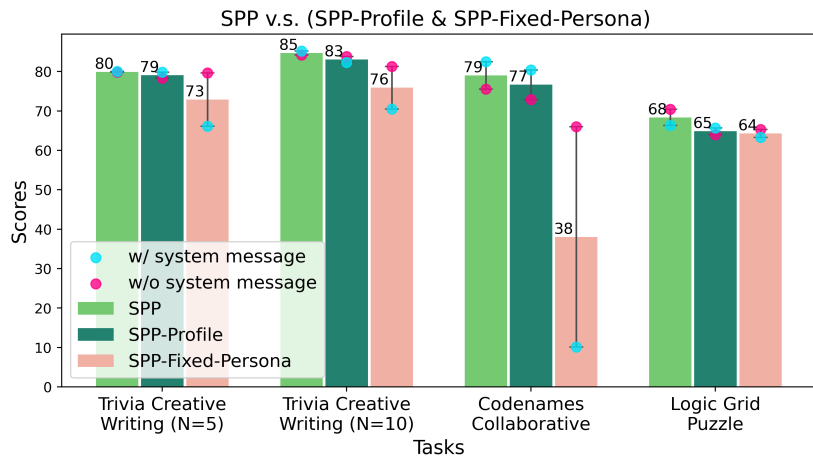 SPP v.s. (SPP-Profile & SPP-Fixed-Persona)
Scores
80
70
60
50
40
30
20
10
0
80
79
73
85
83
76
79
77
38
68
65
64
w/ system message
w/o system message
SPP
SPP-Profile
SPP-Fixed-Persona
Trivia Creative
Writing (N=5)
Trivia Creative
Writing (N=10)
Codenames
Collaborative
Logic Grid
Puzzle
Tasks